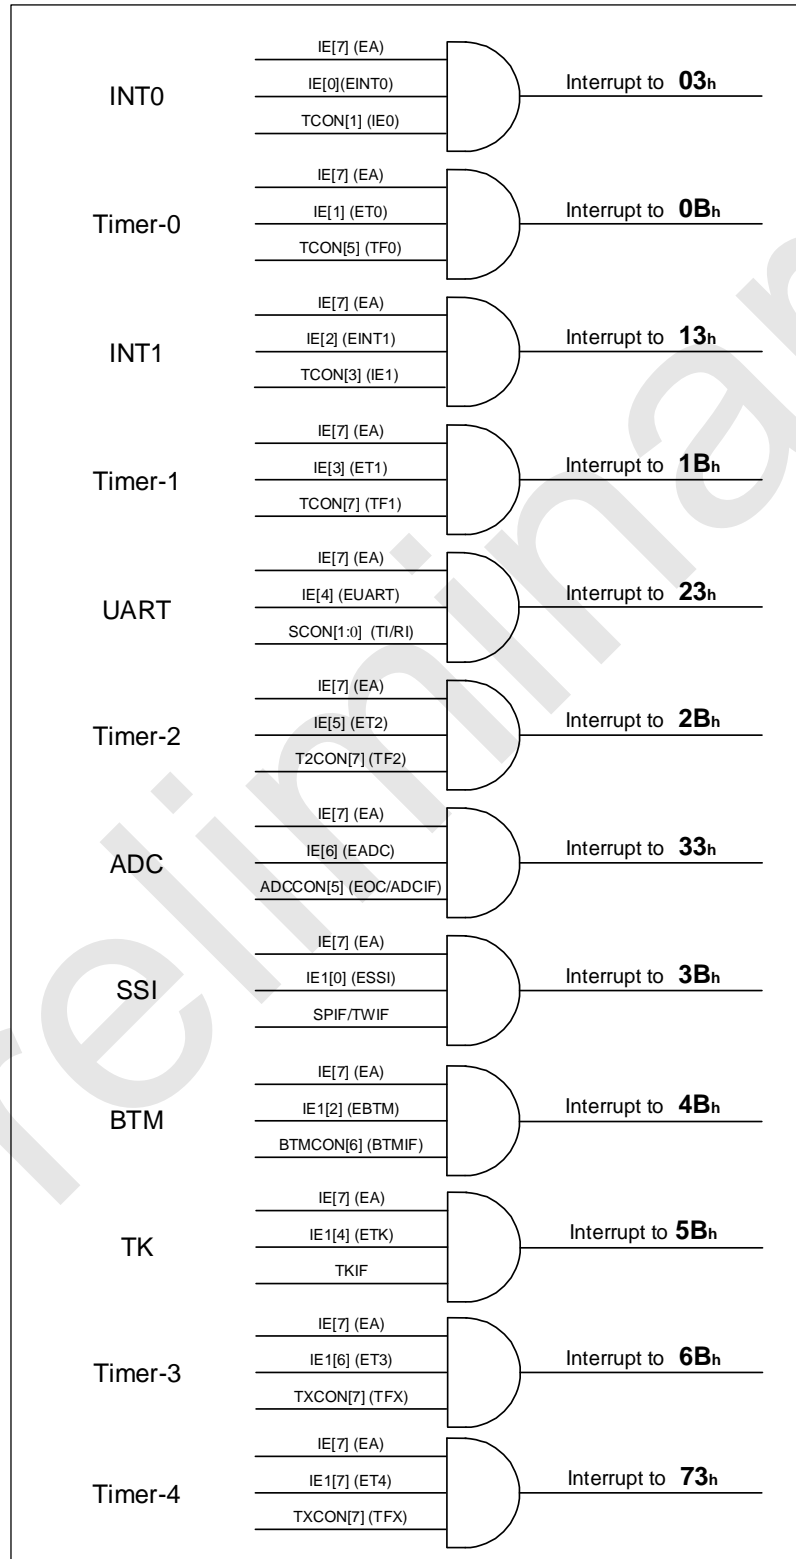 IE[7] (EA)
INT0 IE[0](EINT0) Interrupt to 03h
TCON[1] (IE0)
IE[7] (EA)
Timer-0 IE[1] (ET0) Interrupt to 0Bh
TCON[5] (TF0)
IE[7] (EA)
INT1 IE[2] (EINT1) Interrupt to 13h
TCON[3] (IE1)
IE[7] (EA)
Timer-1 IE[3] (ET1) Interrupt to 1Bh
TCON[7] (TF1)
IE[7] (EA)
UART IE[4] (EUART) Interrupt to 23h
SCON[1:0] (TI/RI)
IE[7] (EA)
Timer-2 IE[5] (ET2) Interrupt to 2Bh
T2CON[7] (TF2)
IE[7] (EA)
ADC IE[6] (EADC) Interrupt to 33h
ADCCON[5] (EOC/ADCIF)
IE[7] (EA)
SSI IE1[0] (ESSI) Interrupt to 3Bh
SPIF/TWIF
IE[7] (EA)
BTM IE1[2] (EBTM) Interrupt to 4Bh
BTMCON[6] (BTMIF)
IE[7] (EA)
TK IE1[4] (ETK) Interrupt to 5Bh
TKIF
IE[7] (EA)
Timer-3 IE1[6] (ET3) Interrupt to 6Bh
TXCON[7] (TFX)
IE[7] (EA)
Timer-4 IE1[7] (ET4) Interrupt to 73h
TXCON[7] (TFX)
reliminar